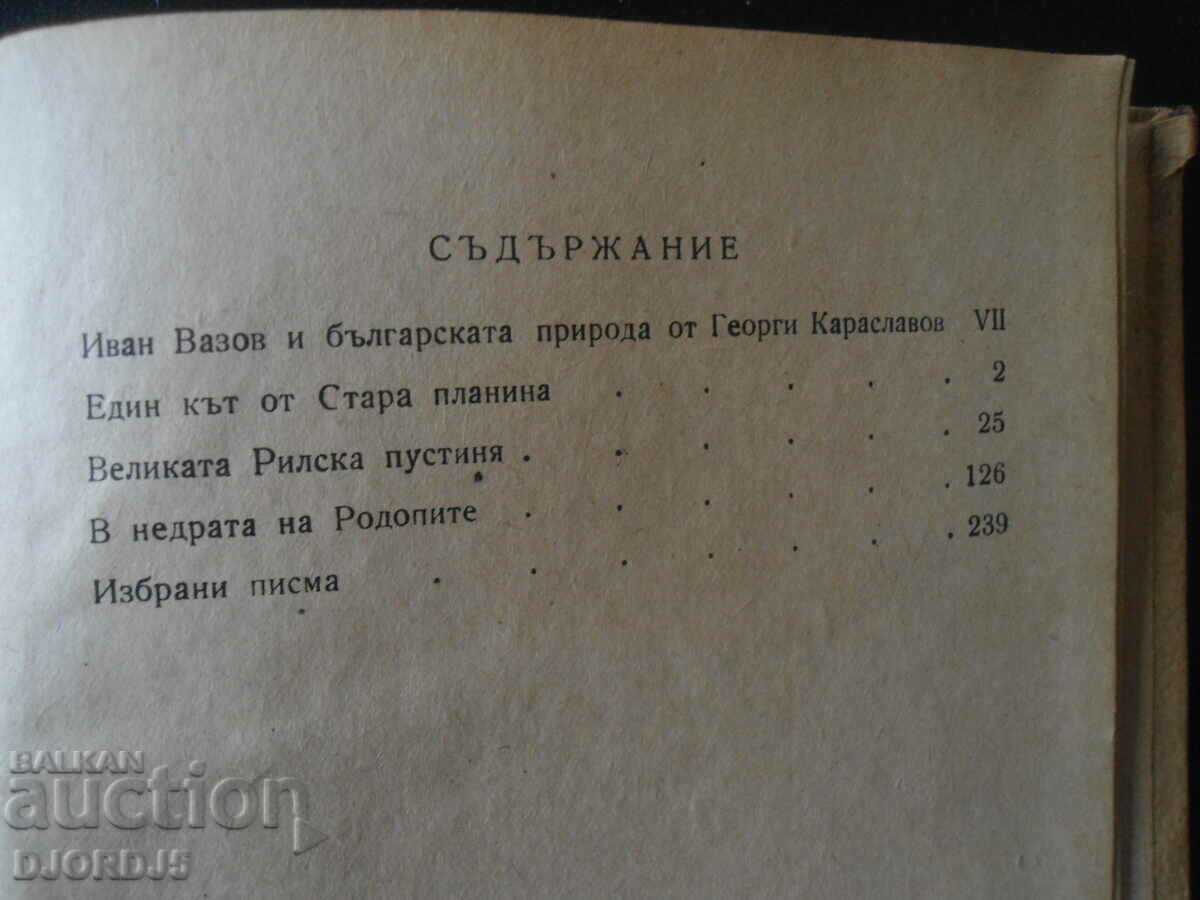 СЪДЪРЖАНИЕ
Иван Вазов и българската природа от Георги Караславов VII
Един кът от Стара планина . . . . . 2
Великата Рилска пустиня . . . . . . 25
В недрата на Родопите . . . . . . 126
Избрани писма . . . . . . . 239
BALKAN
auction
DJORDJ5